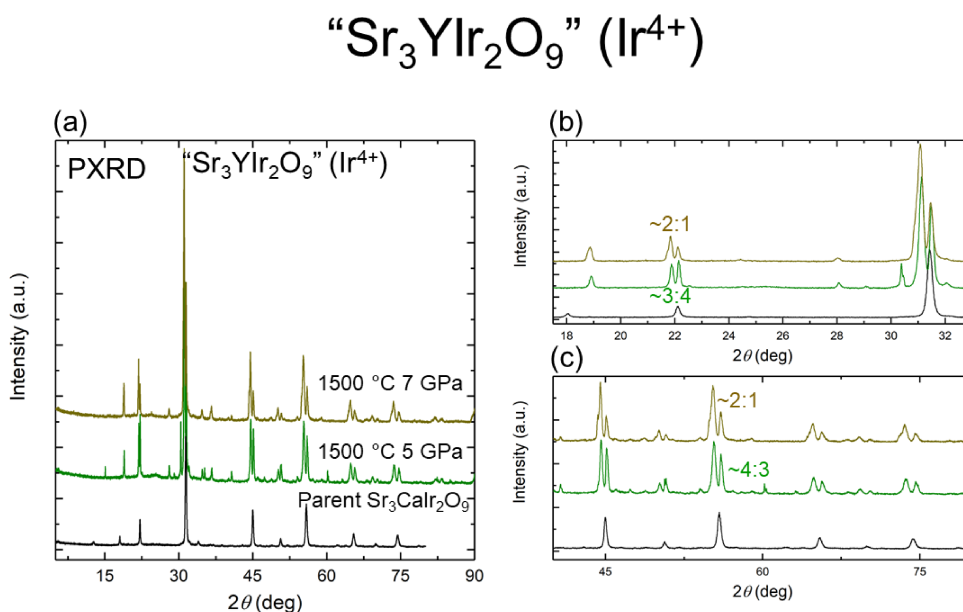 “Sr₃YIr₂O₉” (Ir⁴⁺)
(a)
PXRD
“Sr₃YIr₂O₉” (Ir⁴⁺)
1500 °C 7 GPa
1500 °C 5 GPa
Parent Sr₃CaIr₂O₉
Intensity (a.u.)
15 30 45 60 75 90
2θ (deg)
(b)
~2:1
~3:4
Intensity (a.u.)
18 20 22 24 26 28 30 32
2θ (deg)
(c)
~2:1
~4:3
Intensity (a.u.)
45 60 75
2θ (deg)